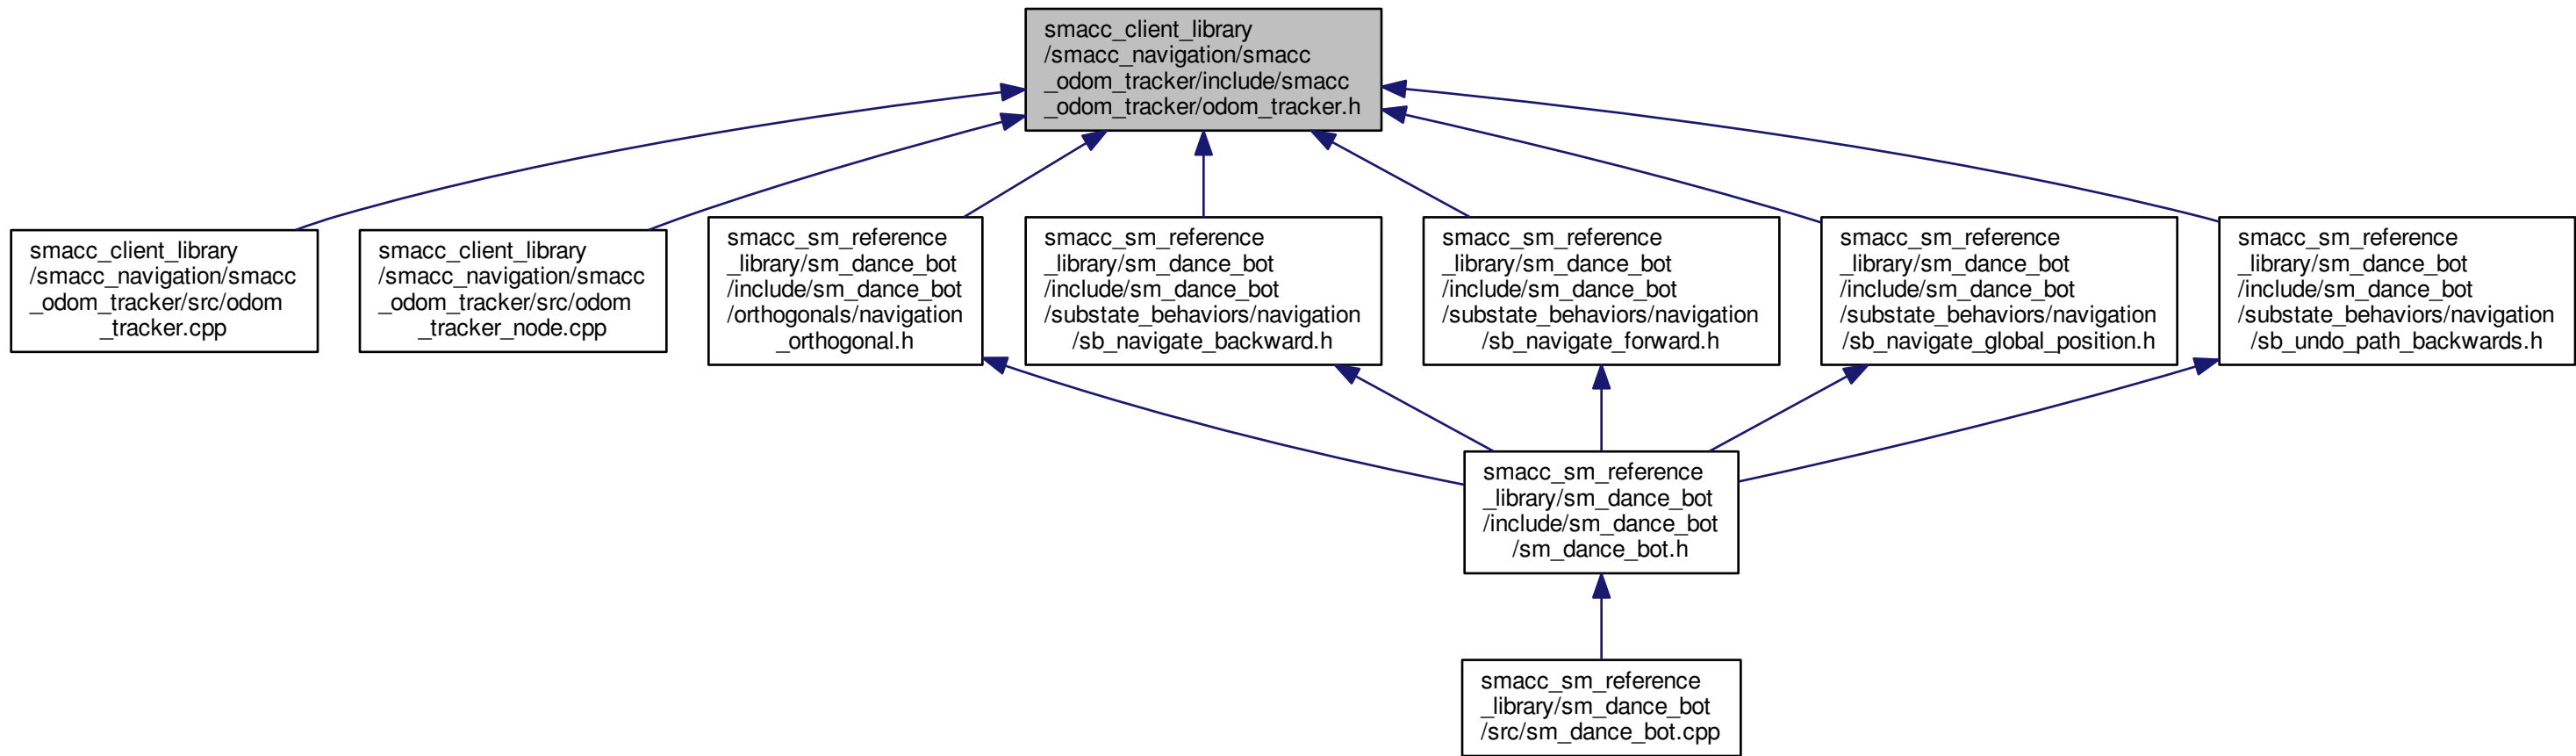 smacc_client_library
/smacc_navigation/smacc
_odom_tracker/include/smacc
_odom_tracker/odom_tracker.h
smacc_client_library
/smacc_navigation/smacc
_odom_tracker/src/odom
_tracker.cpp
smacc_client_library
/smacc_navigation/smacc
_odom_tracker/src/odom
_tracker_node.cpp
smacc_sm_reference
_library/sm_dance_bot
/include/sm_dance_bot
/orthogonals/navigation
_orthogonal.h
smacc_sm_reference
_library/sm_dance_bot
/include/sm_dance_bot
/substate_behaviors/navigation
/sb_navigate_backward.h
smacc_sm_reference
_library/sm_dance_bot
/include/sm_dance_bot
/substate_behaviors/navigation
/sb_navigate_forward.h
smacc_sm_reference
_library/sm_dance_bot
/include/sm_dance_bot
/substate_behaviors/navigation
/sb_navigate_global_position.h
smacc_sm_reference
_library/sm_dance_bot
/include/sm_dance_bot
/substate_behaviors/navigation
/sb_undo_path_backwards.h
smacc_sm_reference
_library/sm_dance_bot
/include/sm_dance_bot
/sm_dance_bot.h
smacc_sm_reference
_library/sm_dance_bot
/src/sm_dance_bot.cpp